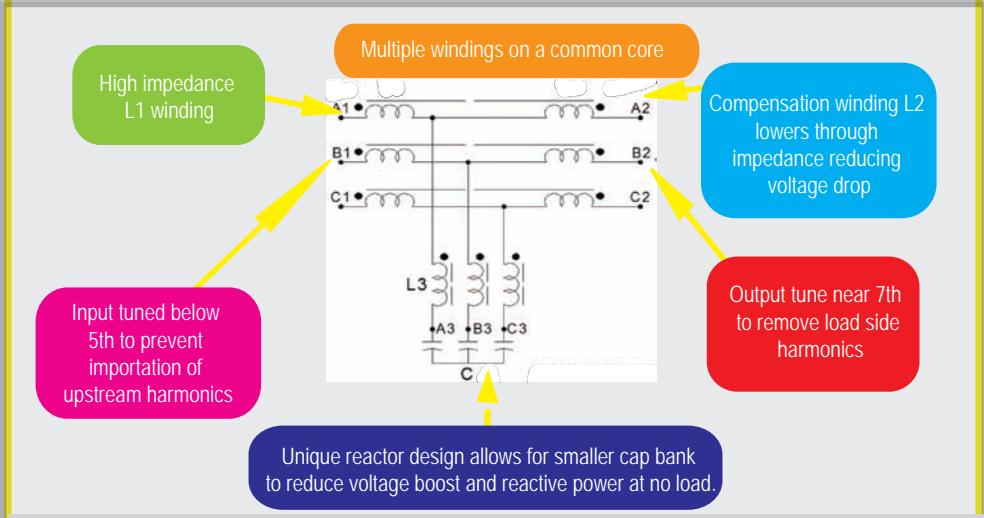 Multiple windings on a common core
High impedance
L1 winding
Compensation winding L2
lowers through
impedance reducing
voltage drop
A1
A2
B1
B2
C1
C2
L3
A3
B3
C3
C
Input tuned below
5th to prevent
importation of
upstream harmonics
Output tune near 7th
to remove load side
harmonics
Unique reactor design allows for smaller cap bank
to reduce voltage boost and reactive power at no load.